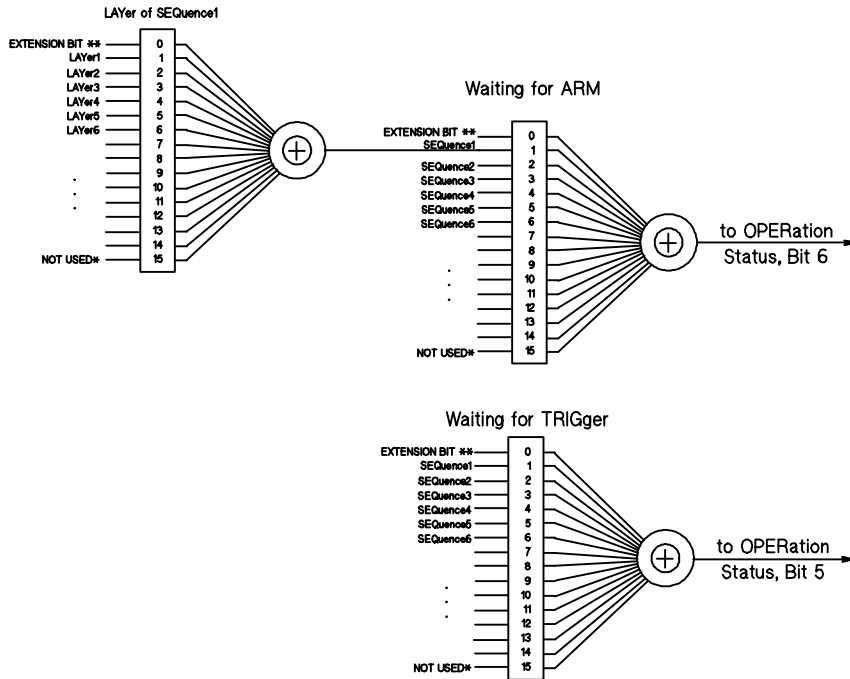 LAYer of SEQuence1
EXTENSION BIT ** 0
LAYer1 1
LAYer2 2
LAYer3 3
LAYer4 4
LAYer5 5
LAYer6 6
7
8
9
10
11
12
13
14
NOT USED* 15
Waiting for ARM
EXTENSION BIT ** 0
SEQuence1 1
SEQuence2 2
SEQuence3 3
SEQuence4 4
SEQuence5 5
SEQuence6 6
7
8
9
10
11
12
13
14
NOT USED* 15
to OPERation
Status, Bit 6
Waiting for TRIGger
EXTENSION BIT ** 0
SEQuence1 1
SEQuence2 2
SEQuence3 3
SEQuence4 4
SEQuence5 5
SEQuence6 6
7
8
9
10
11
12
13
14
NOT USED* 15
to OPERation
Status, Bit 5